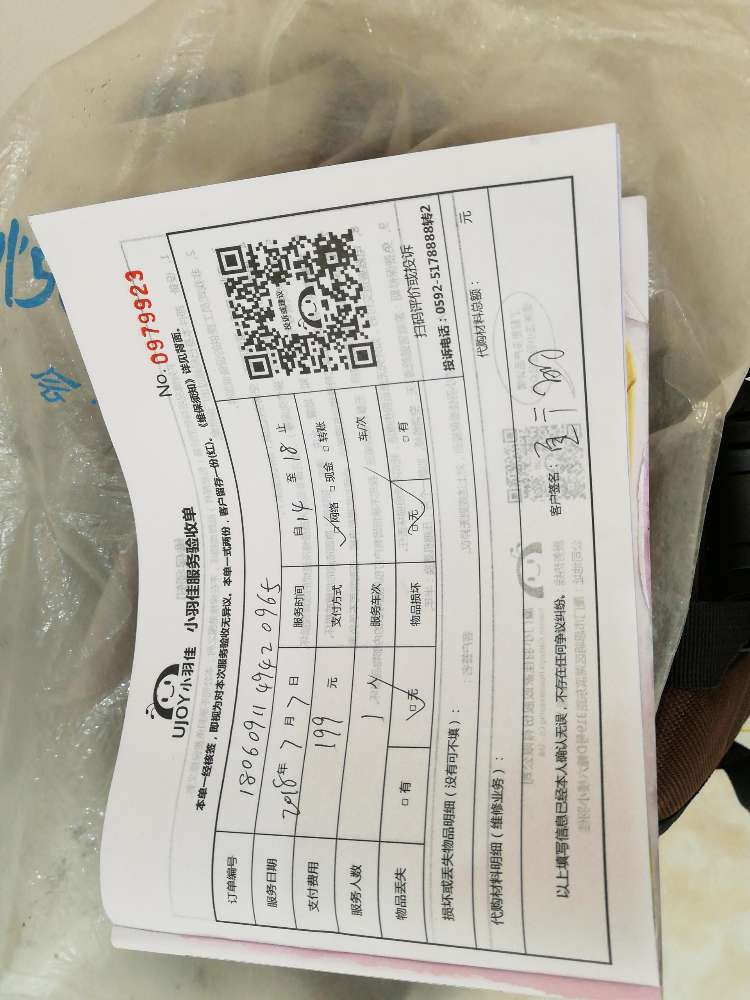 UJOY小羽佳 小羽佳服务验收单
No. 0979923
本单一经核签，即视为对本次服务验收无异议。本单一式两份，客户留存一份(红)。《维保须知》详见背面。
订单编号 1806091149420965
服务日期 2018年7月7日 服务时间 自14至18止
支付费用 199元 支付方式 ☑网络 □现金 □转账
服务人数 1人 服务车次 车/次
物品丢失 □有 ☑无 物品损坏 ☑无 □有
投诉或建议
扫码评价或投诉
投诉电话：0592-5178888转2
损坏或丢失物品明细（没有可不填）：
代购材料明细（维修业务）： 代购材料总额： 元
以上填写信息已经本人确认无误，不存在任何争议纠纷。 客户签名：